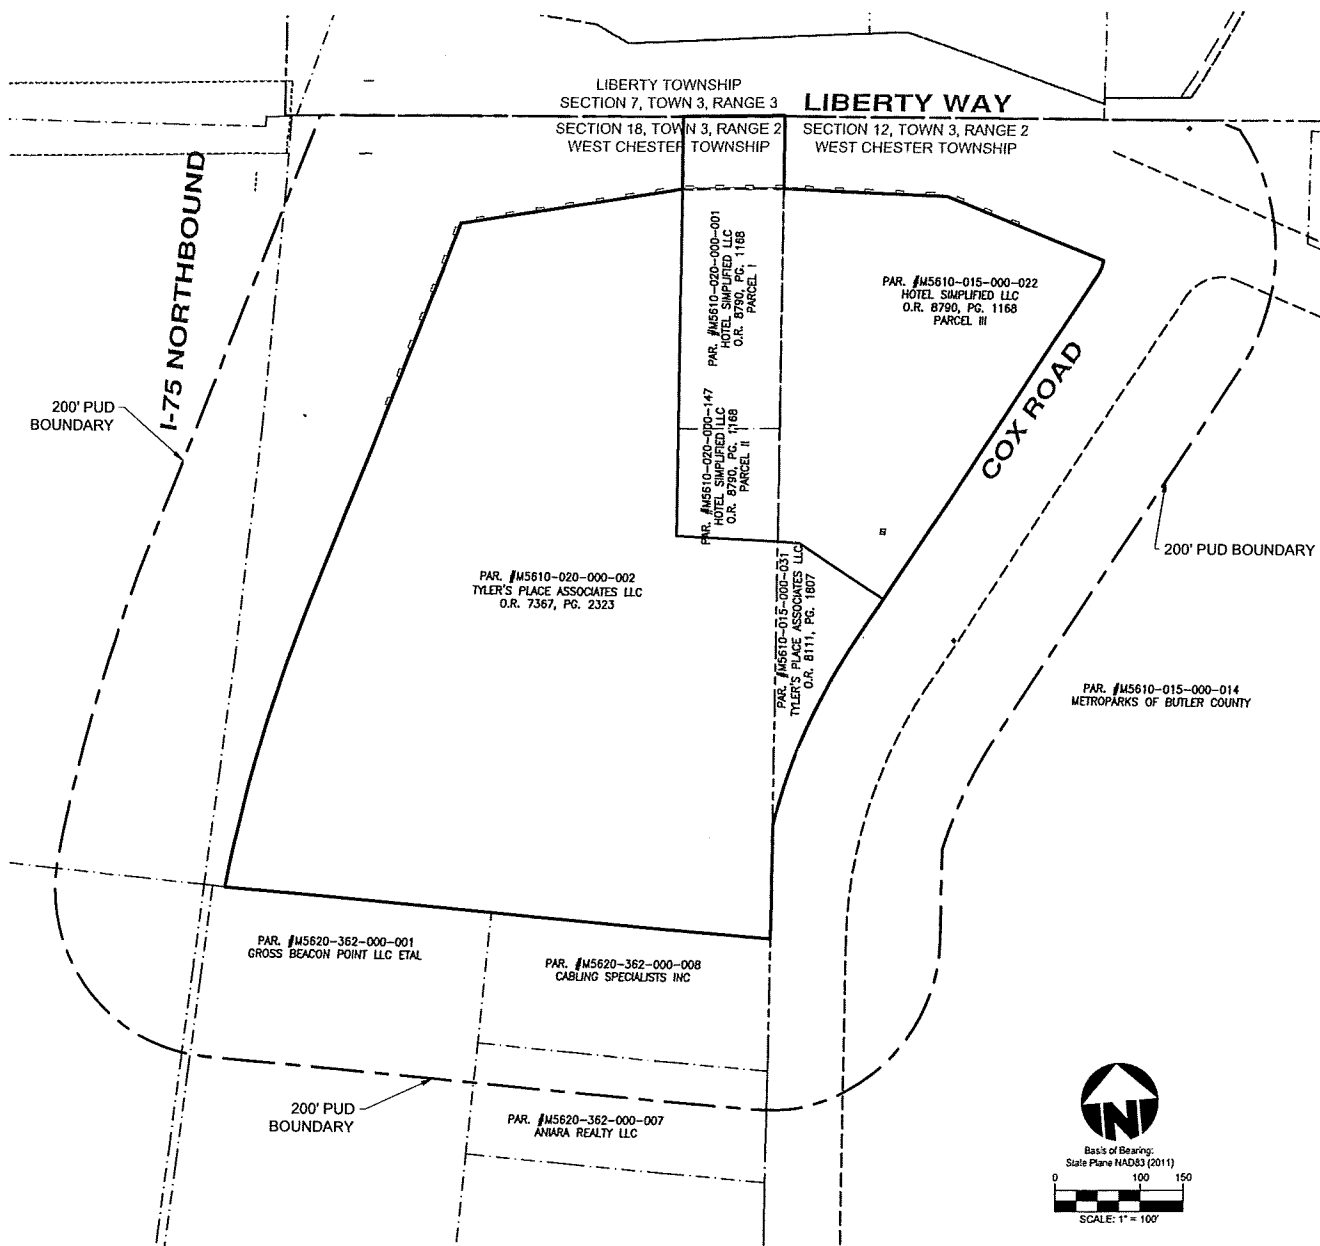 LIBERTY TOWNSHIP
SECTION 7, TOWN 3, RANGE 3
LIBERTY WAY
SECTION 18, TOWN 3, RANGE 2
WEST CHESTER TOWNSHIP
SECTION 12, TOWN 3, RANGE 2
WEST CHESTER TOWNSHIP
I-75 NORTHBOUND
PAR. #M5610-020-000-001
HOTEL SIMPLIFIED LLC
O.R. 8790, PG. 1168
PARCEL I
PAR. #M5610-015-000-022
HOTEL SIMPLIFIED LLC
O.R. 8790, PG. 1168
PARCEL III
COX ROAD
200' PUD
BOUNDARY
PAR. #M5610-020-000-147
HOTEL SIMPLIFIED LLC
O.R. 8790, PG. 1168
PARCEL II
200' PUD BOUNDARY
PAR. #M5610-020-000-002
TYLER'S PLACE ASSOCIATES LLC
O.R. 7367, PG. 2323
PAR. #M5610-015-000-031
TYLER'S PLACE ASSOCIATES LLC
O.R. 8111, PG. 1807
PAR. #M5610-015-000-014
METROPARKS OF BUTLER COUNTY
PAR. #M5620-362-000-001
GROSS BEACON POINT LLC ETAL
PAR. #M5620-362-000-008
CABLING SPECIALISTS INC
200' PUD
BOUNDARY
PAR. #M5620-362-000-007
ANIARA REALTY LLC
N
Basis of Bearing:
State Plane NAD83 (2011)
0 100 150
SCALE: 1" = 100'